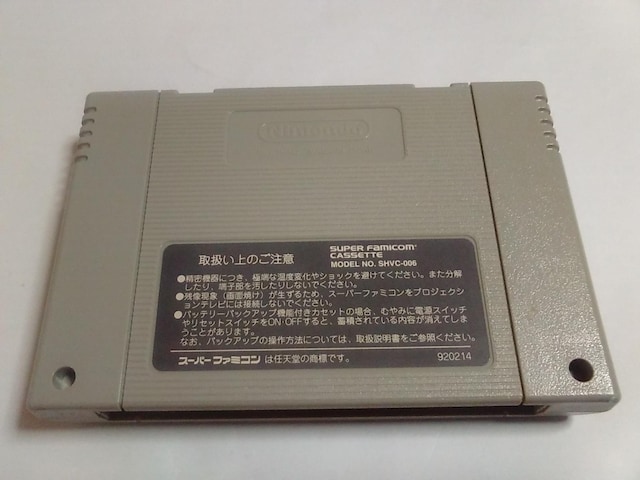 Nintendo
取扱い上のご注意
SUPER FAMICOM
CASSETTE
MODEL NO. SHVC-006
●精密機器につき、極端な温度変化やショックを避けてください。また分解
したり、端子部を汚したりしないでください。
●残像現象(画面焼け)が生ずるため、スーパーファミコンをプロジェクシ
ョンテレビには接続しないでください。
●バッテリーバックアップ機能付きカセットの場合、むやみに電源スイッチ
やリセットスイッチをON・OFFすると、蓄積されている内容が消えてしま
うことがあります。
なお、バックアップの操作方法については、取扱説明書をご参照ください。
スーパーファミコン は任天堂の商標です。
920214